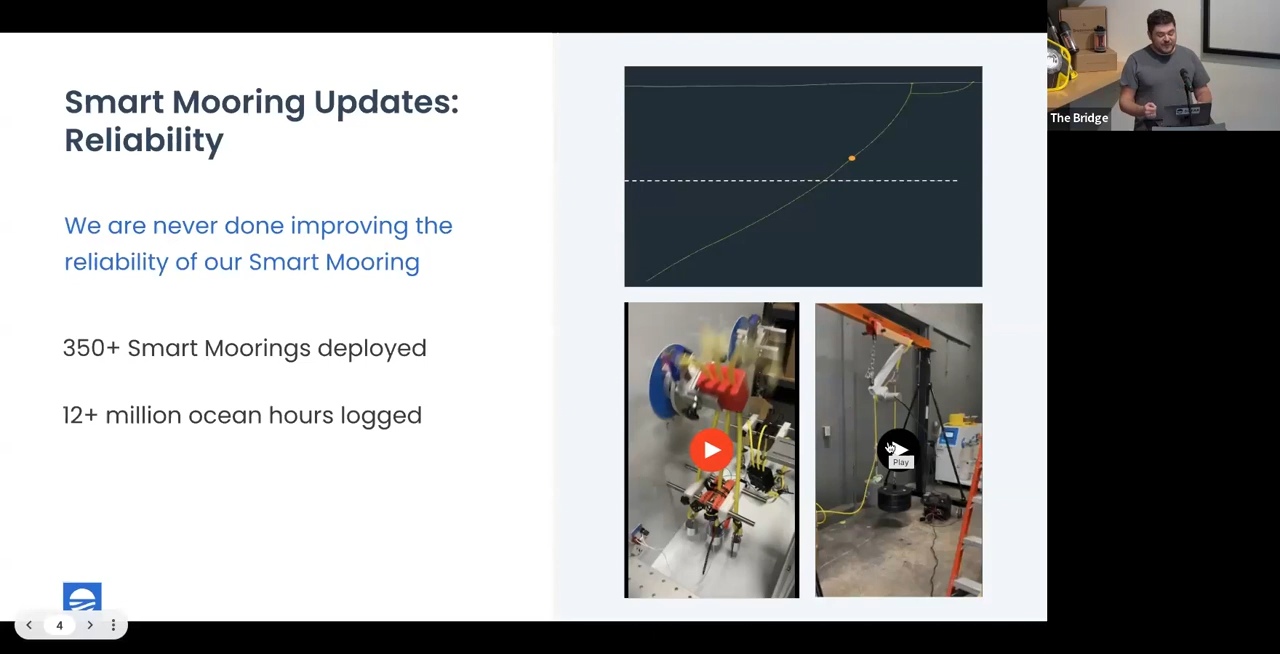 Smart Mooring Updates:
Reliability
We are never done improving the
reliability of our Smart Mooring
350+ Smart Moorings deployed
12+ million ocean hours logged
Play
4
The Bridge